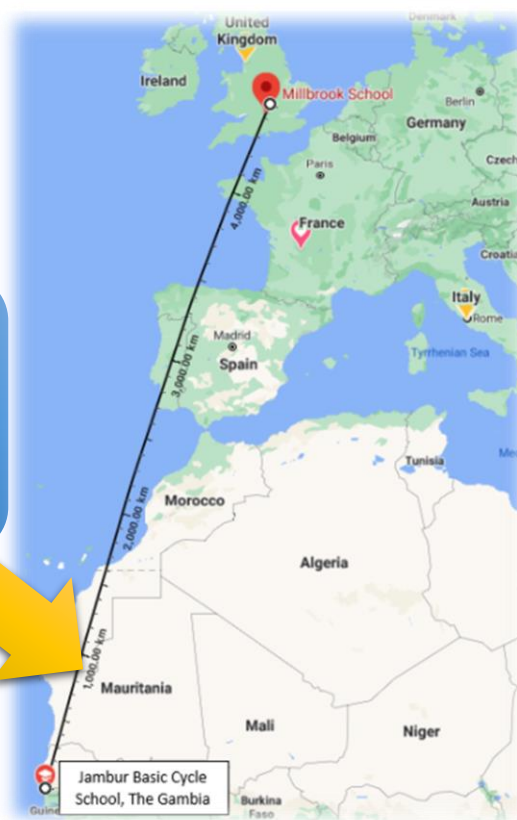 Denmark
United
Kingdom
Ireland
Millbrook School
Berlin
Germany
Belgium
4,000.00 km
Paris
Czech
Austria
France
Croatia
Italy
Rome
Madrid
Spain
3,000.00 km
Tyrrhenian Sea
Tunisia
Me
2,000.00 km
Morocco
Algeria
1,000.00 km
Mauritania
Mali
Niger
Jambur Basic Cycle
School, The Gambia
Guine
Burkina
Faso